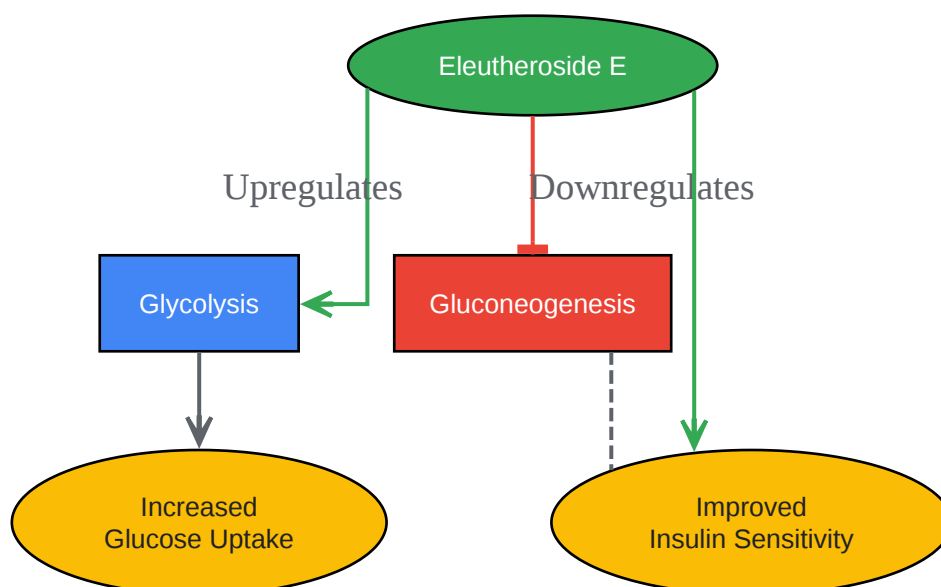 Eleutheroside E
Upregulates
Downregulates
Glycolysis
Gluconeogenesis
Increased
Glucose Uptake
Improved
Insulin Sensitivity